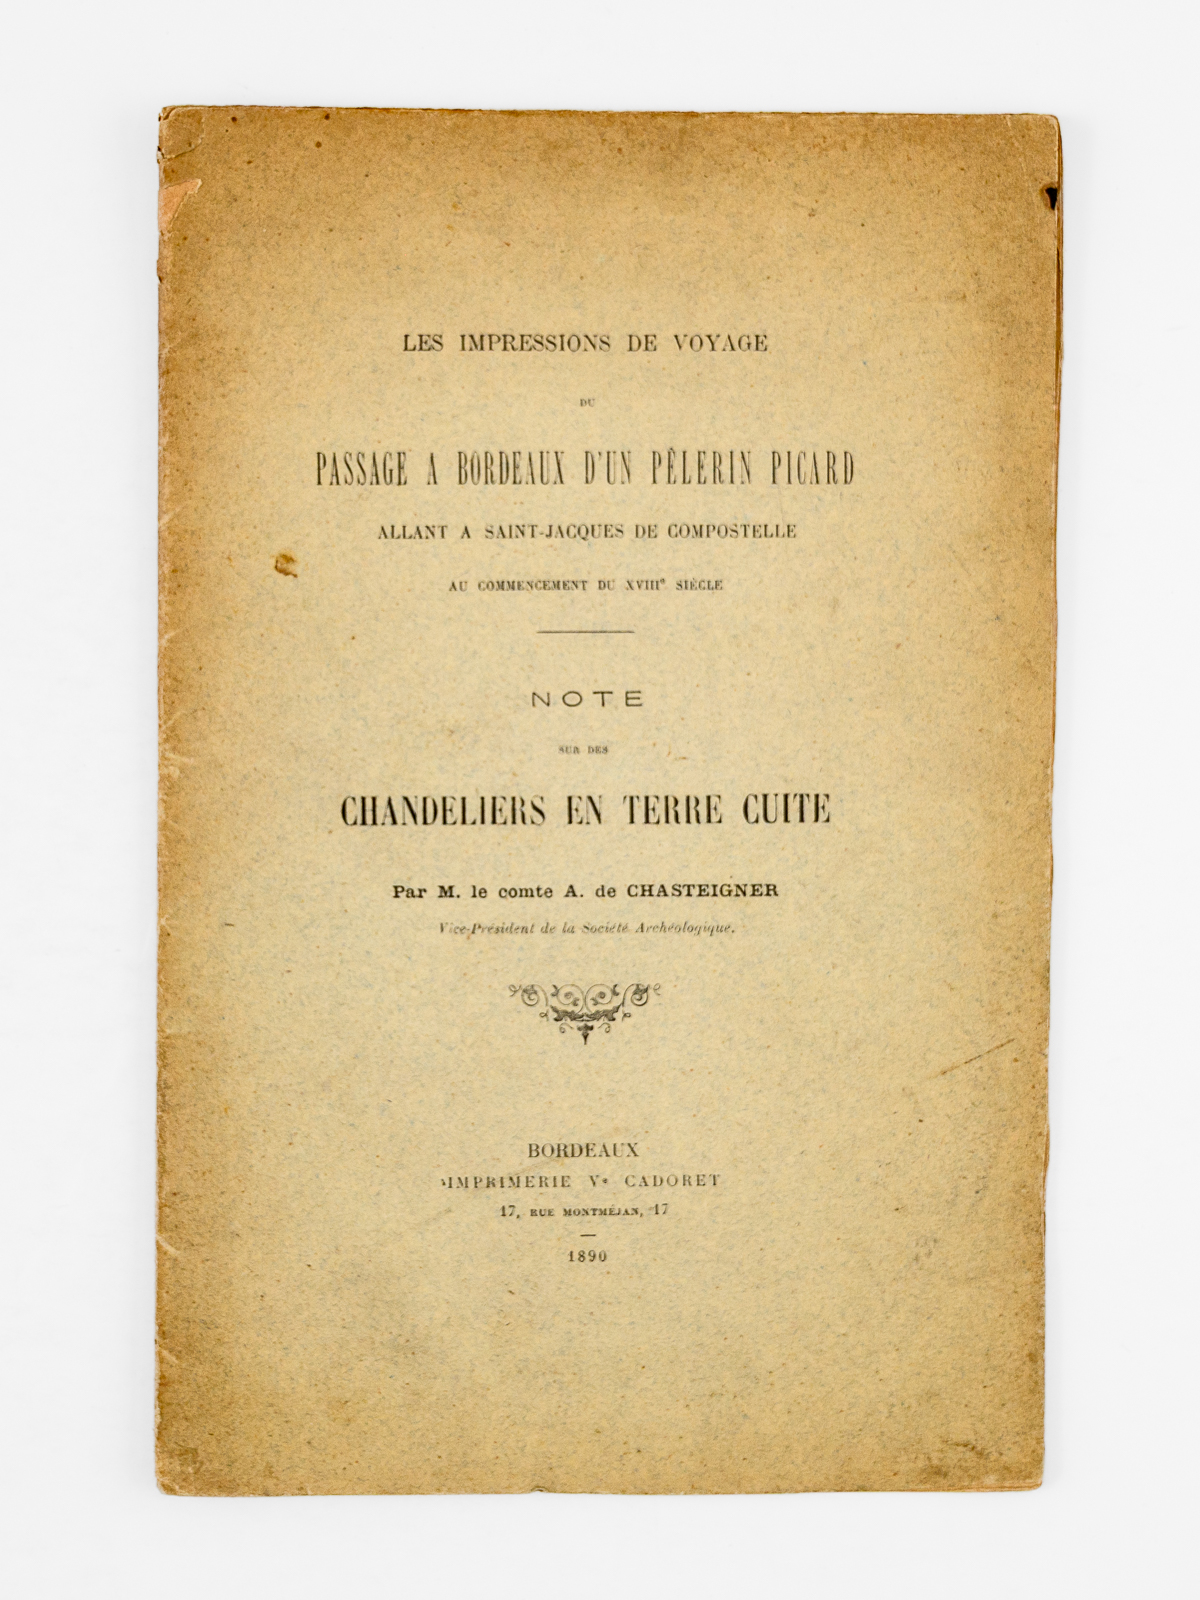 LES IMPRESSIONS DE VOYAGE
DU
PASSAGE A BORDEAUX D'UN PÈLERIN PICARD
ALLANT A SAINT-JACQUES DE COMPOSTELLE
AU COMMENCEMENT DU XVIIIᵉ SIÈCLE
NOTE
SUR DES
CHANDELIERS EN TERRE CUITE
Par M. le comte A. de CHASTEIGNER
Vice-Président de la Société Archéologique.
BORDEAUX
IMPRIMERIE Vᵉ CADORET
17, RUE MONTMÉJAN, 17
1890